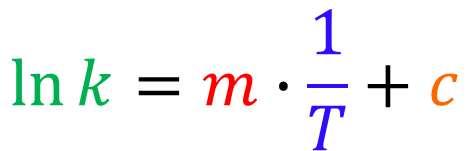 ln k = m · 1/T + c